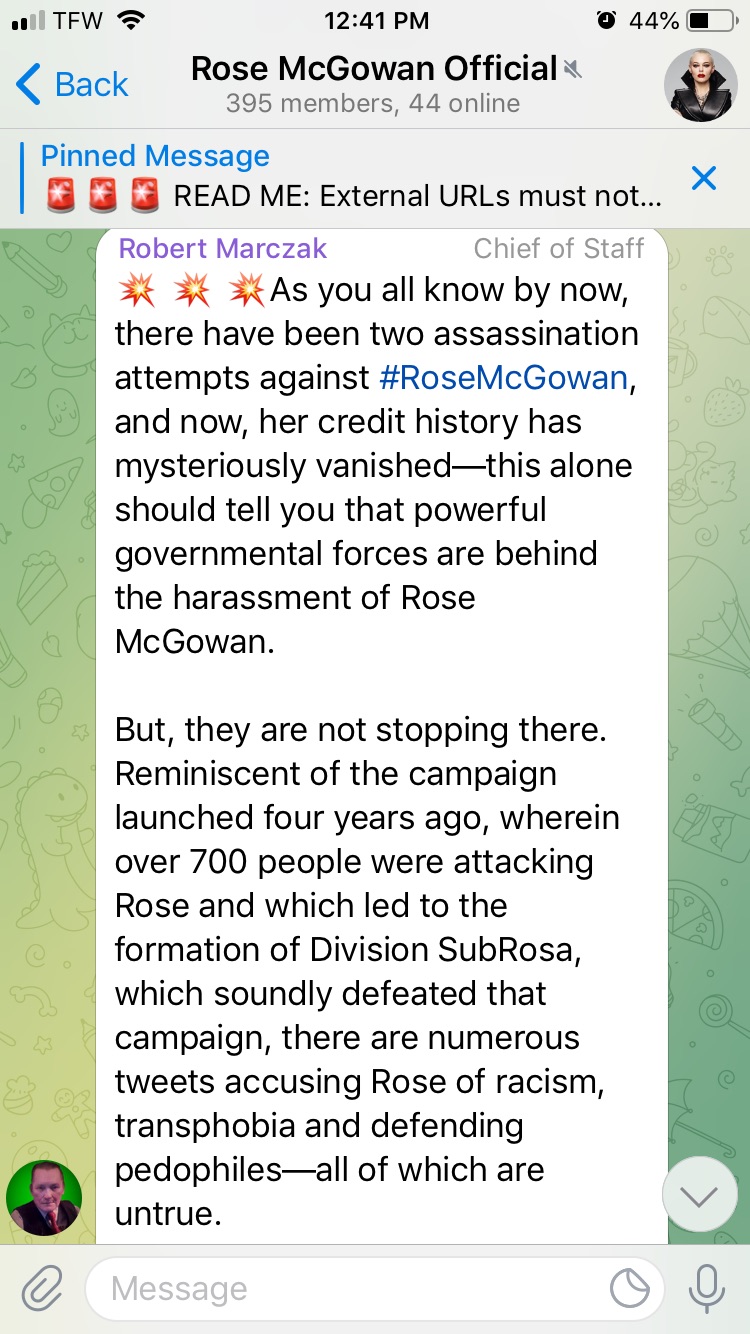 TFW 12:41 PM 44%
Back Rose McGowan Official
395 members, 44 online
Pinned Message
🚨 🚨 🚨 READ ME: External URLs must not...
Robert Marczak Chief of Staff
💥 💥 💥As you all know by now,
there have been two assassination
attempts against #RoseMcGowan,
and now, her credit history has
mysteriously vanished—this alone
should tell you that powerful
governmental forces are behind
the harassment of Rose
McGowan.
But, they are not stopping there.
Reminiscent of the campaign
launched four years ago, wherein
over 700 people were attacking
Rose and which led to the
formation of Division SubRosa,
which soundly defeated that
campaign, there are numerous
tweets accusing Rose of racism,
transphobia and defending
pedophiles—all of which are
untrue.
Message